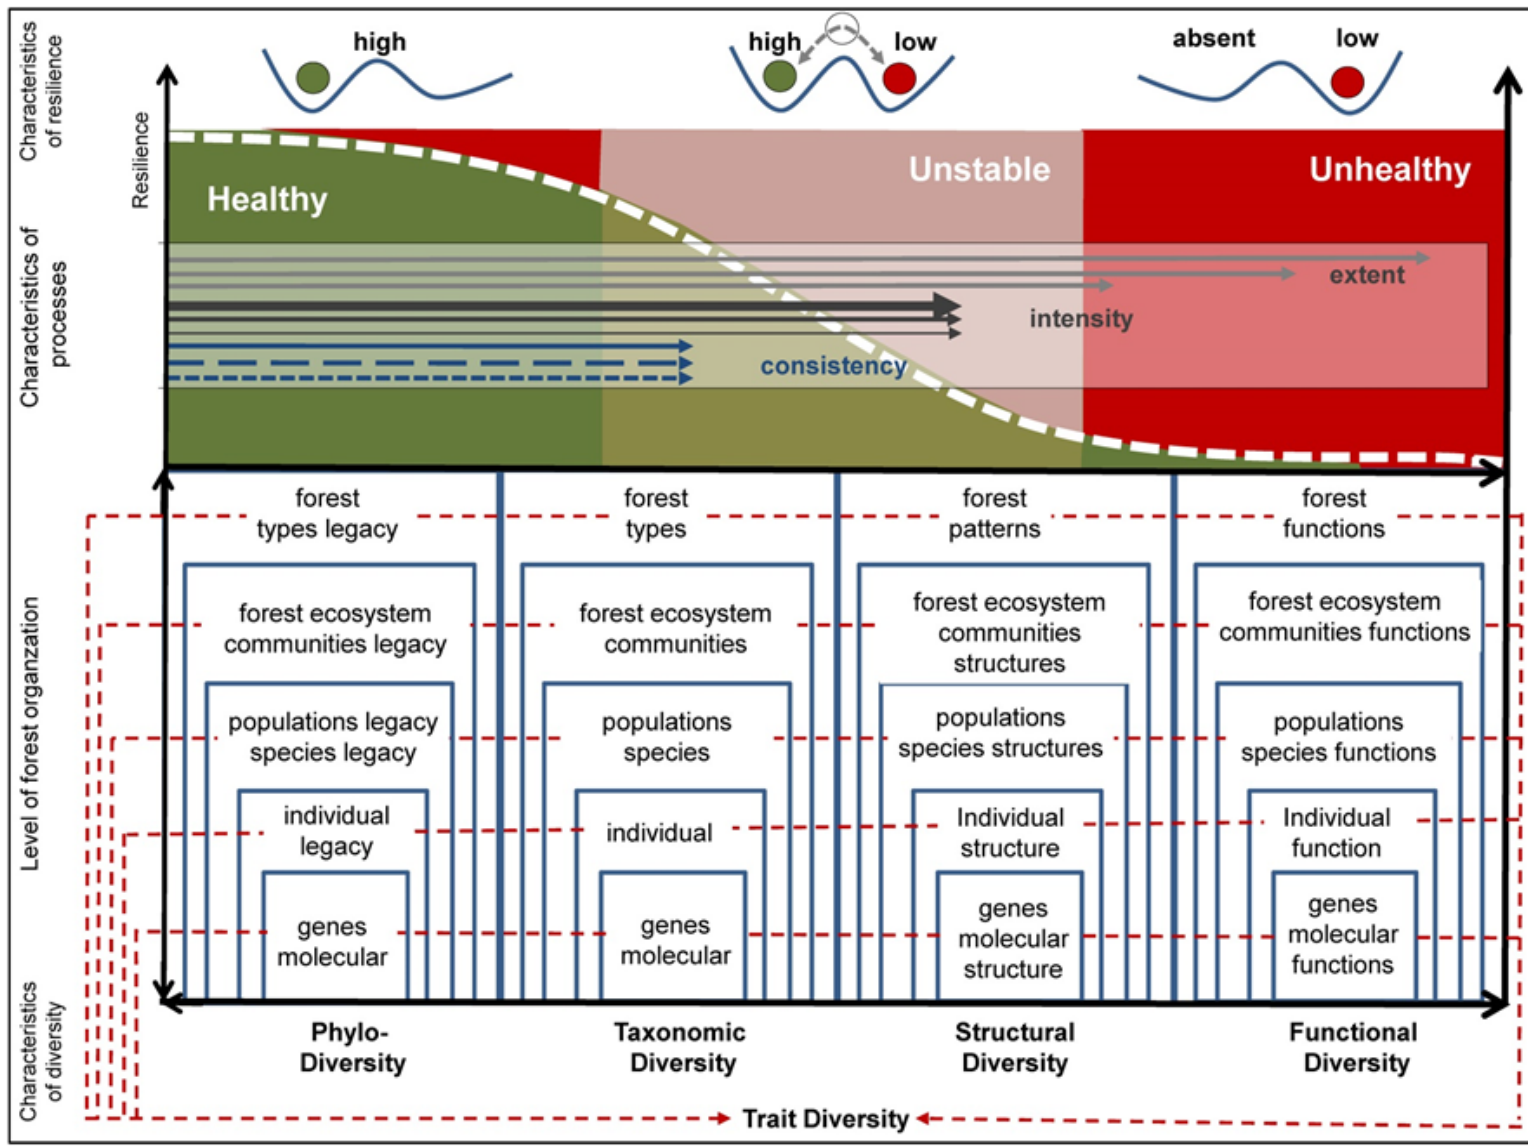 Characteristics
of resilience
high
high
low
absent
low
Resilience
Healthy
Unstable
Unhealthy
Characteristics of
processes
extent
intensity
consistency
Level of forest organzation
forest
types legacy
forest
types
forest
patterns
forest
functions
forest ecosystem
communities legacy
forest ecosystem
communities
forest ecosystem
communities
structures
forest ecosystem
communities functions
populations legacy
species legacy
populations
species
populations
species structures
populations
species functions
individual
legacy
individual
Individual
structure
Individual
function
genes
molecular
genes
molecular
genes
molecular
structure
genes
molecular
functions
Characteristics
of diversity
Phylo-
Diversity
Taxonomic
Diversity
Structural
Diversity
Functional
Diversity
Trait Diversity